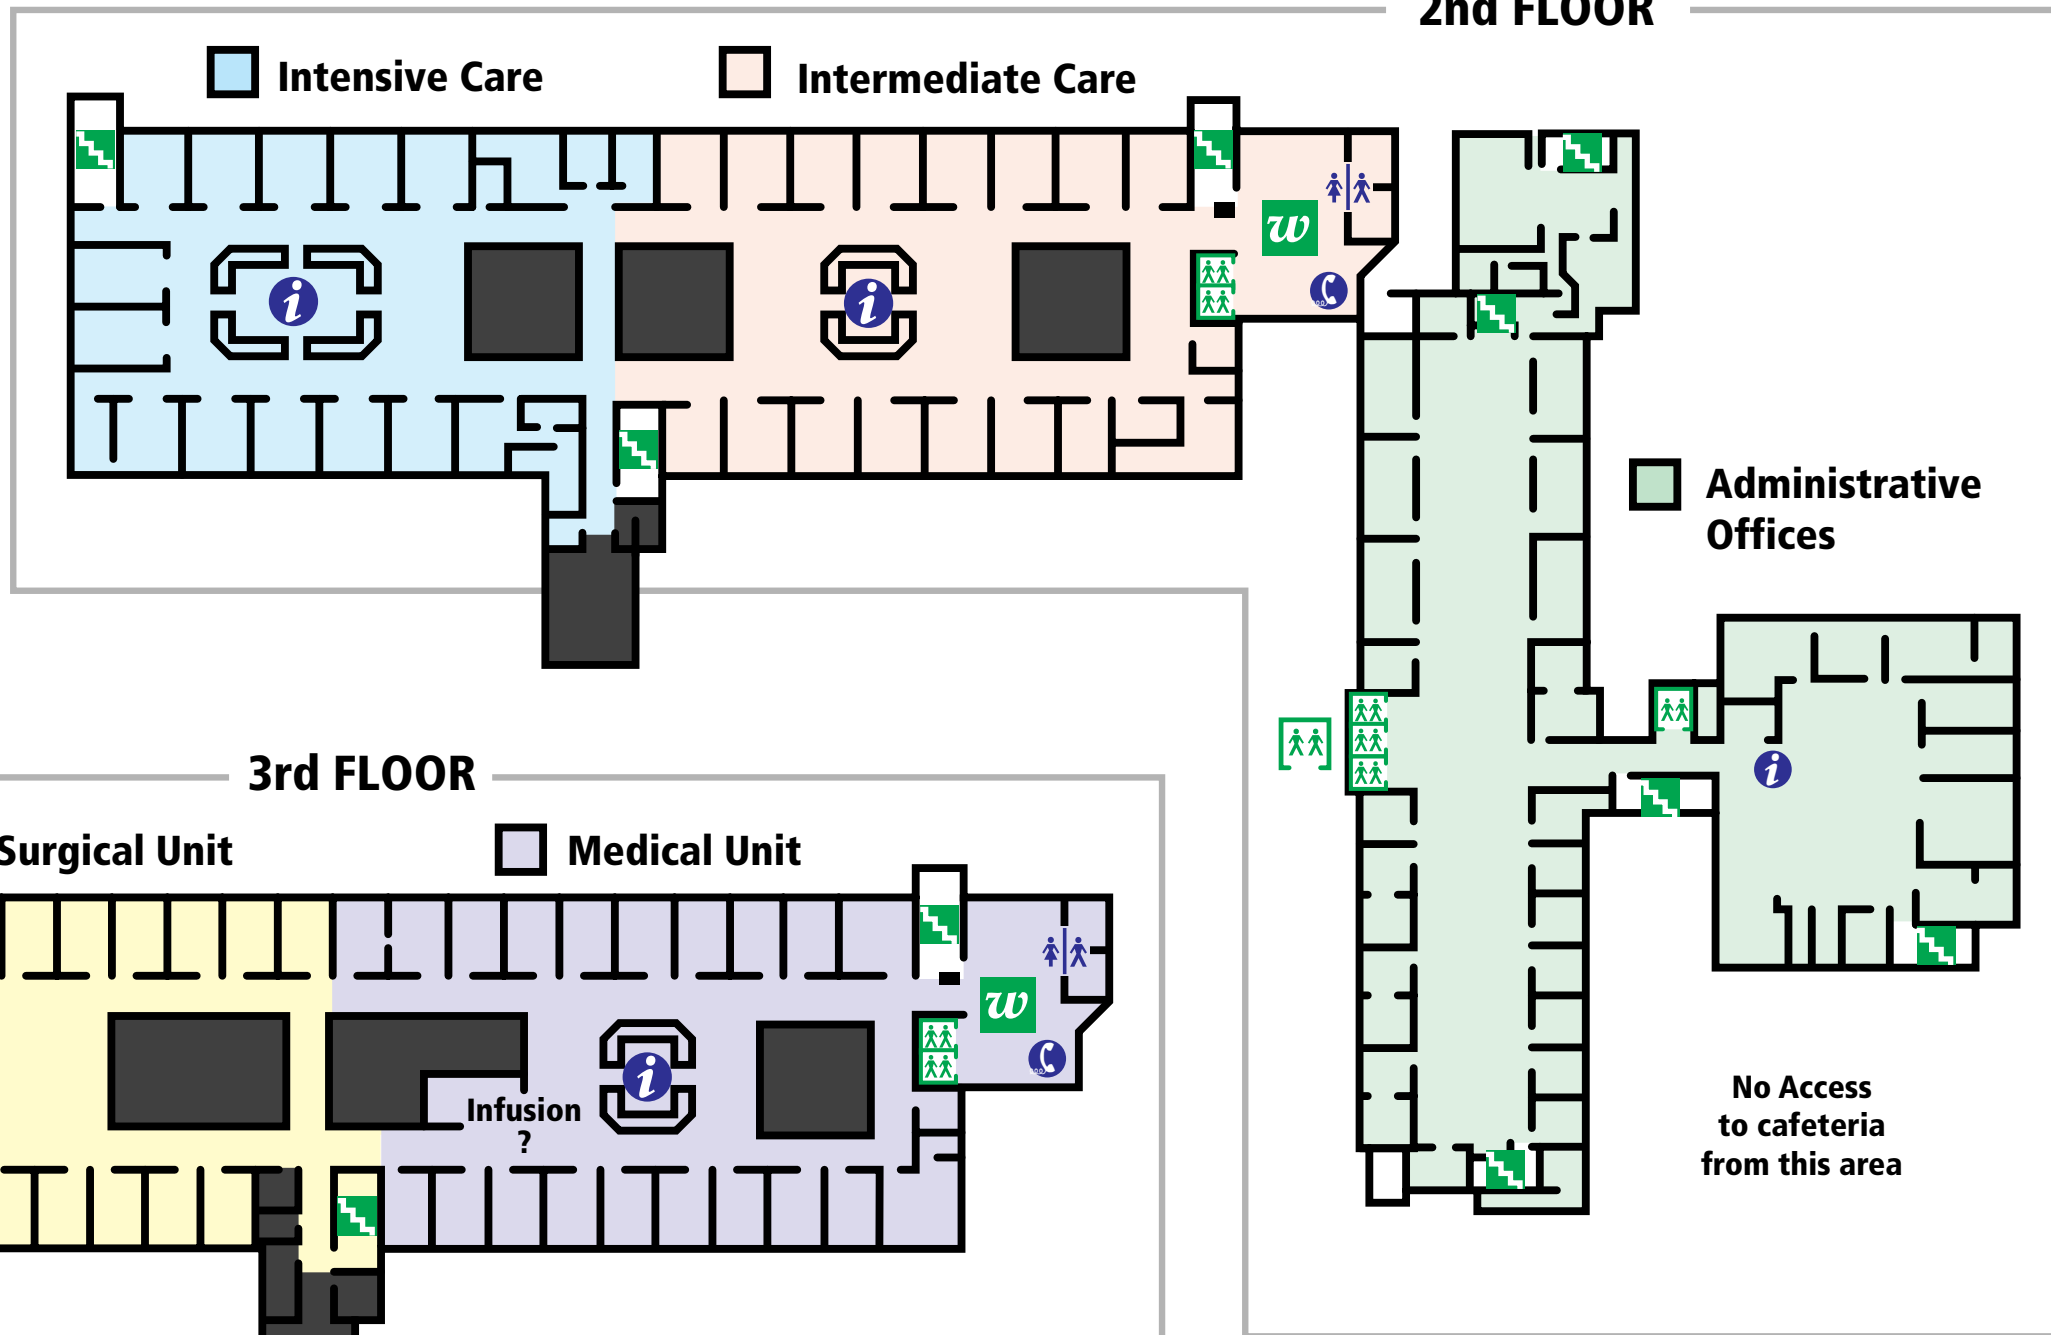 2nd FLOOR
Intensive Care
Intermediate Care
w
i
i
Administrative
Offices
i
3rd FLOOR
Surgical Unit
Medical Unit
w
i
Infusion
?
No Access
to cafeteria
from this area